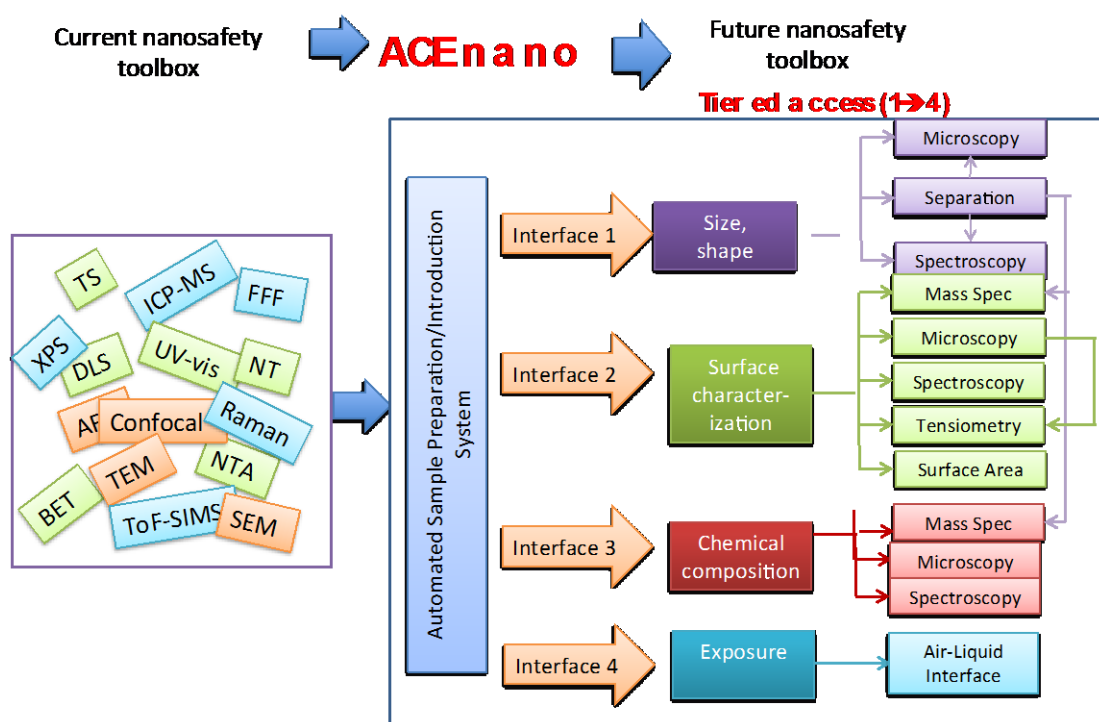 Current nanosafety
toolbox
ACEnano
Future nanosafety
toolbox
Tiered access (1→4)
TS
ICP-MS
FFF
XPS
DLS
UV-vis
NT
Confocal
Raman
TEM
NTA
BET
ToF-SIMS
SEM
Automated Sample Preparation/Introduction
System
Interface 1
Size,
shape
Microscopy
Separation
Spectroscopy
Interface 2
Surface
character-
ization
Mass Spec
Microscopy
Spectroscopy
Tensiometry
Surface Area
Interface 3
Chemical
composition
Mass Spec
Microscopy
Spectroscopy
Interface 4
Exposure
Air-Liquid
Interface